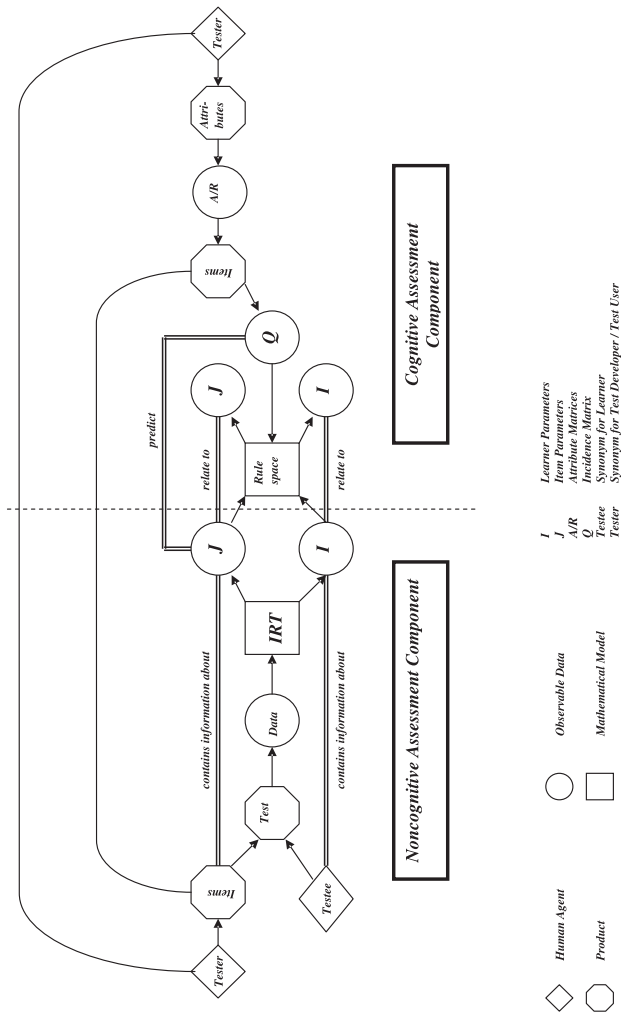 Tester
Attri-
butes
A/R
Items
Q
predict
J
relate to
J
Rule
space
I
relate to
I
IRT
contains information about
contains information about
Data
Test
Items
Testee
Tester
Noncognitive Assessment Component
Cognitive Assessment
Component
Human Agent
Product
Observable Data
Mathematical Model
I Learner Parameters
J Item Parameters
A/R Attribute Matrices
Q Incidence Matrix
Testee Synonym for Learner
Tester Synonym for Test Developer / Test User